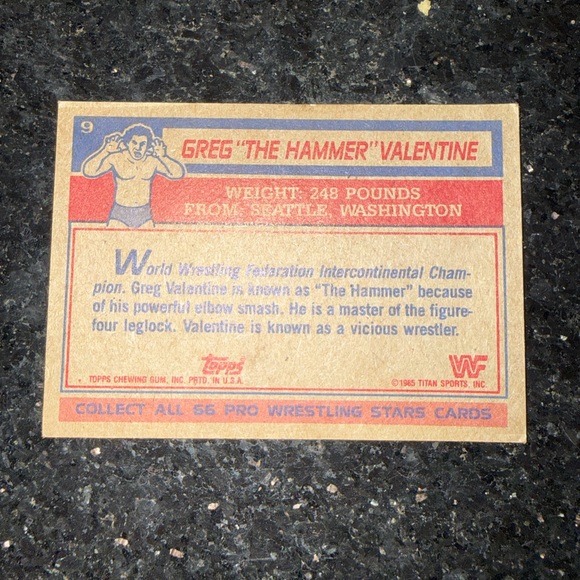 9
GREG "THE HAMMER" VALENTINE
WEIGHT: 248 POUNDS
FROM: SEATTLE, WASHINGTON
World Wrestling Federation Intercontinental Cham-
pion. Greg Valentine is known as "The Hammer" because
of his powerful elbow smash. He is a master of the figure-
four leglock. Valentine is known as a vicious wrestler.
Topps
TOPPS CHEWING GUM, INC. PRTD. IN U.S.A.
WF
©1985 TITAN SPORTS, INC
COLLECT ALL 66 PRO WRESTLING STARS CARDS